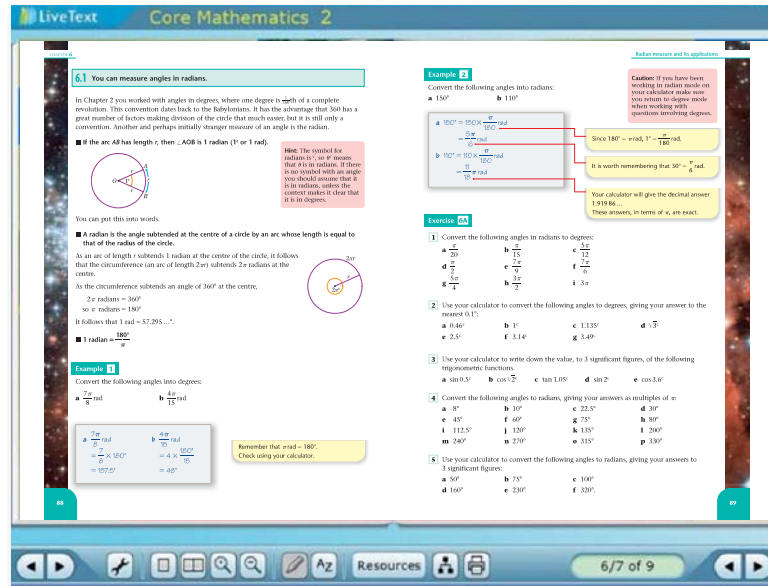 LiveText
Core Mathematics 2
CHAPTER 6
6.1 You can measure angles in radians.
In Chapter 2 you worked with angles in degrees, where one degree is 1/360th of a complete
revolution. This convention dates back to the Babylonians. It has the advantage that 360 has a
great number of factors making division of the circle that much easier, but it is still only a
convention. Another and perhaps initially stranger measure of an angle is the radian.
■ If the arc AB has length r, then ∠AOB is 1 radian (1ᶜ or 1 rad).
A
r
O 1ᶜ r
r
B
Hint: The symbol for
radians is ᶜ, so θᶜ means
that θ is in radians. If there
is no symbol with an angle
you should assume that it
is in radians, unless the
context makes it clear that
it is in degrees.
You can put this into words.
■ A radian is the angle subtended at the centre of a circle by an arc whose length is equal to
that of the radius of the circle.
As an arc of length r subtends 1 radian at the centre of the circle, it follows
that the circumference (an arc of length 2πr) subtends 2π radians at the
centre.
As the circumference subtends an angle of 360° at the centre,
2π radians = 360°
so π radians = 180°
It follows that 1 rad = 57.295 …°.
■ 1 radian = 180°/π
2πr
r
2πᶜ
Example 1
Convert the following angles into degrees:
a 7π/8 rad b 4π/15 rad
a 7π/8 rad b 4π/15 rad
= 7/8 × 180° = 4 × 180°/15
= 157.5° = 48°
Remember that π rad = 180°.
Check using your calculator.
88
Radian measure and its applications
Example 2
Convert the following angles into radians:
a 150° b 110°
Caution: If you have been
working in radian mode on
your calculator make sure
you return to degree mode
when working with
questions involving degrees.
a 150° = 150 × π/180 rad
= 5π/6 rad
b 110° = 110 × π/180 rad
= 11/18 π rad
Since 180° = π rad, 1° = π/180 rad.
It is worth remembering that 30° = π/6 rad.
Your calculator will give the decimal answer
1.919 86 …
These answers, in terms of π, are exact.
Exercise 6A
1 Convert the following angles in radians to degrees:
a π/20 b π/15 c 5π/12
d π/2 e 7π/9 f 7π/6
g 5π/4 h 3π/2 i 3π
2 Use your calculator to convert the following angles to degrees, giving your answer to the
nearest 0.1°:
a 0.46ᶜ b 1ᶜ c 1.135ᶜ d √3ᶜ
e 2.5ᶜ f 3.14ᶜ g 3.49ᶜ
3 Use your calculator to write down the value, to 3 significant figures, of the following
trigonometric functions.
a sin 0.5ᶜ b cos √2ᶜ c tan 1.05ᶜ d sin 2ᶜ e cos 3.6ᶜ
4 Convert the following angles to radians, giving your answers as multiples of π:
a 8° b 10° c 22.5° d 30°
e 45° f 60° g 75° h 80°
i 112.5° j 120° k 135° l 200°
m 240° n 270° o 315° p 330°
5 Use your calculator to convert the following angles to radians, giving your answers to
3 significant figures:
a 50° b 75° c 100°
d 160° e 230° f 320°.
89
AZ
Resources
6/7 of 9